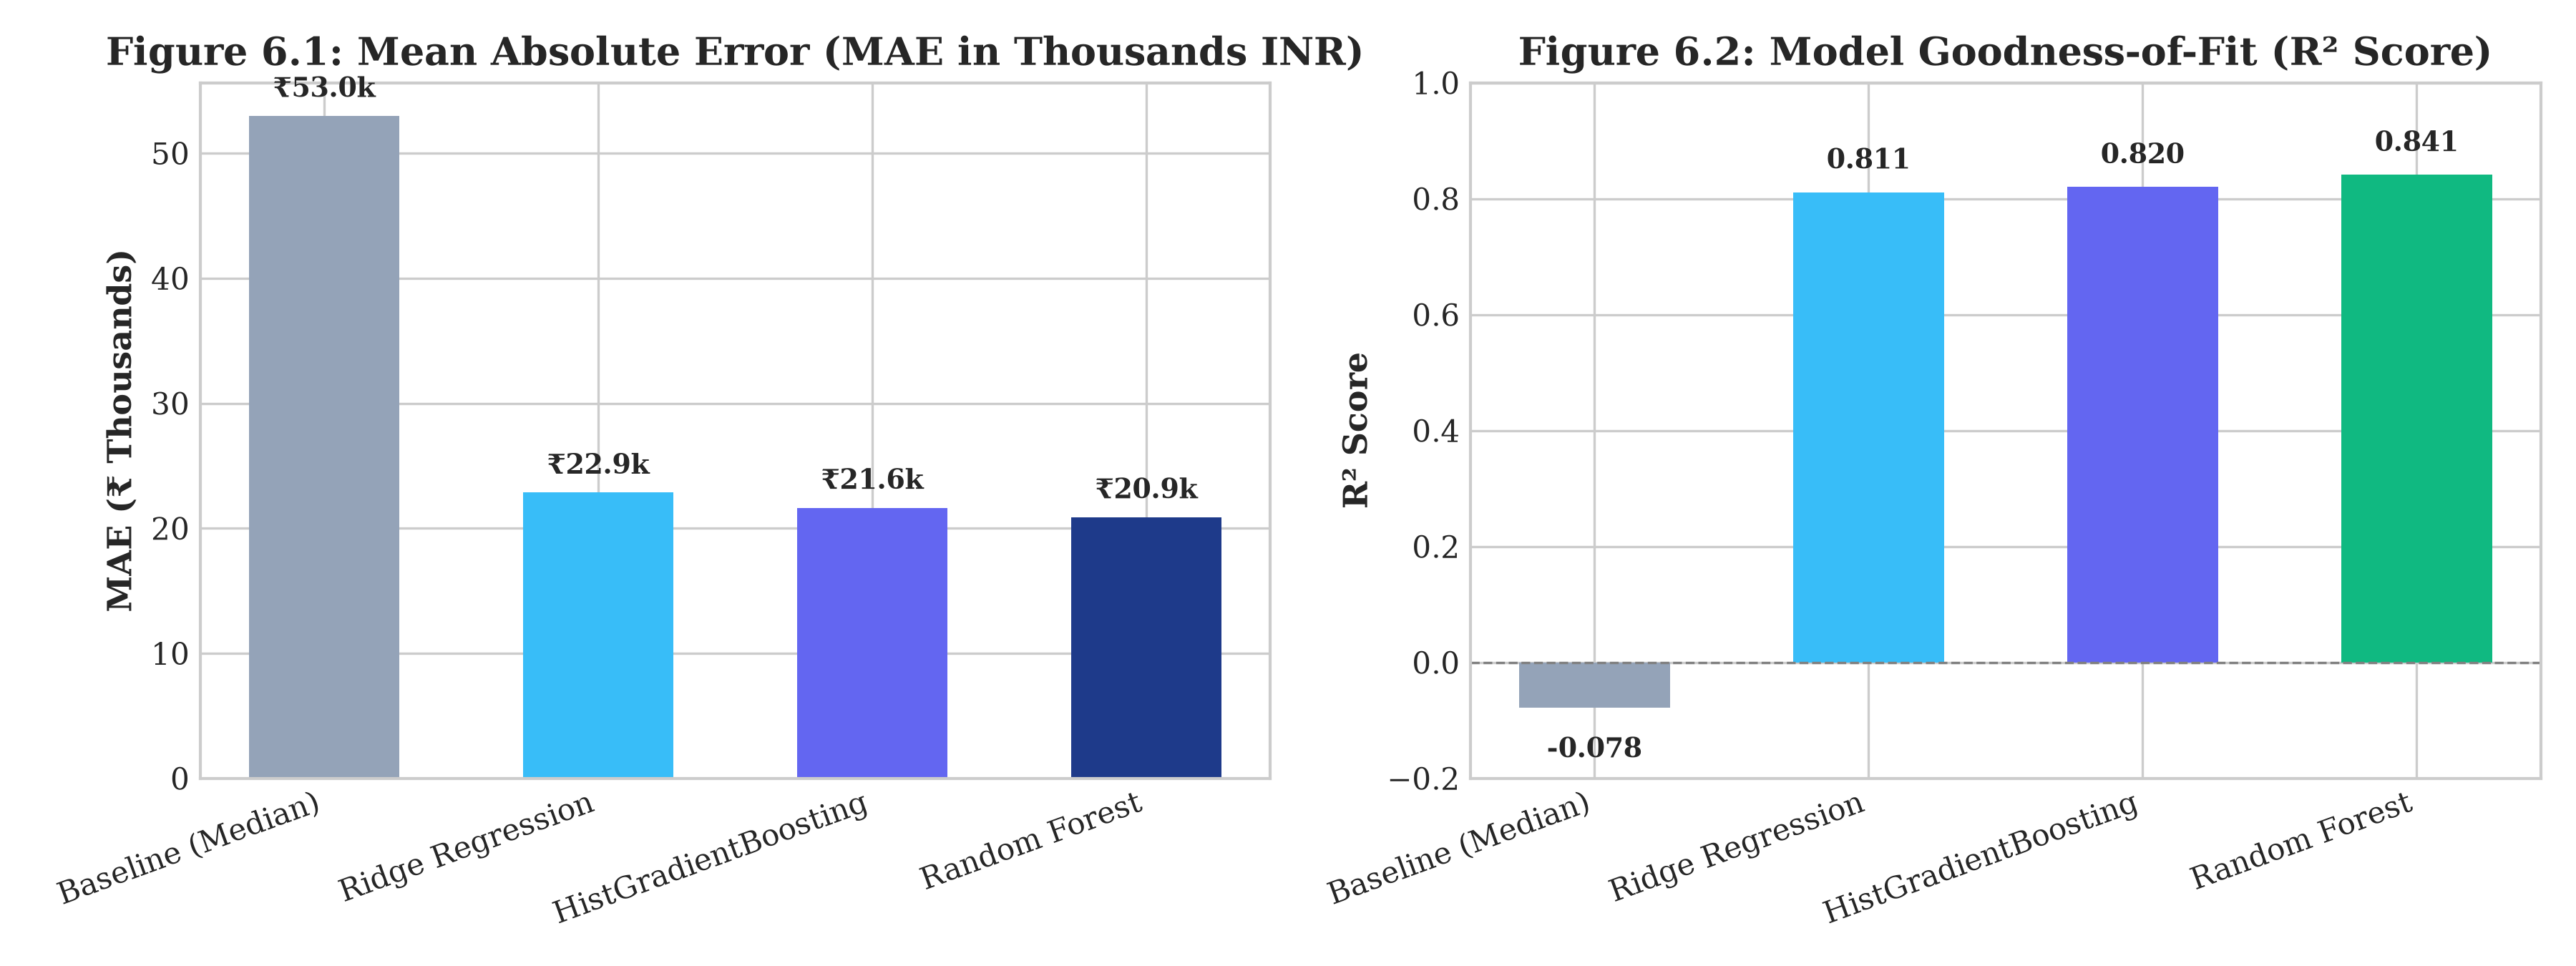 Figure 6.1: Mean Absolute Error (MAE in Thousands INR)
₹53.0k
₹22.9k
₹21.6k
₹20.9k
50
40
30
20
10
0
MAE (₹ Thousands)
Baseline (Median)
Ridge Regression
HistGradientBoosting
Random Forest
Figure 6.2: Model Goodness-of-Fit (R² Score)
1.0
0.8
0.6
0.4
0.2
0.0
−0.2
R² Score
-0.078
0.811
0.820
0.841
Baseline (Median)
Ridge Regression
HistGradientBoosting
Random Forest